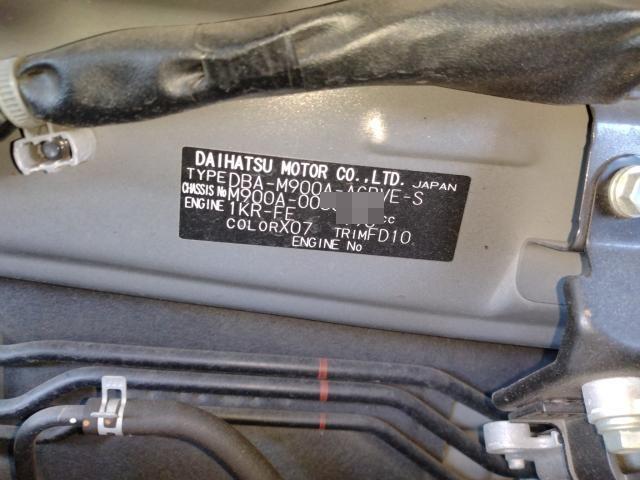 DAIHATSU MOTOR CO.,LTD. JAPAN
TYPE DBA-M900A-AGBVE-S
CHASSIS No M900A-00
ENGINE 1KR-FE cc
COLOR X07 TRIM FD10
ENGINE No